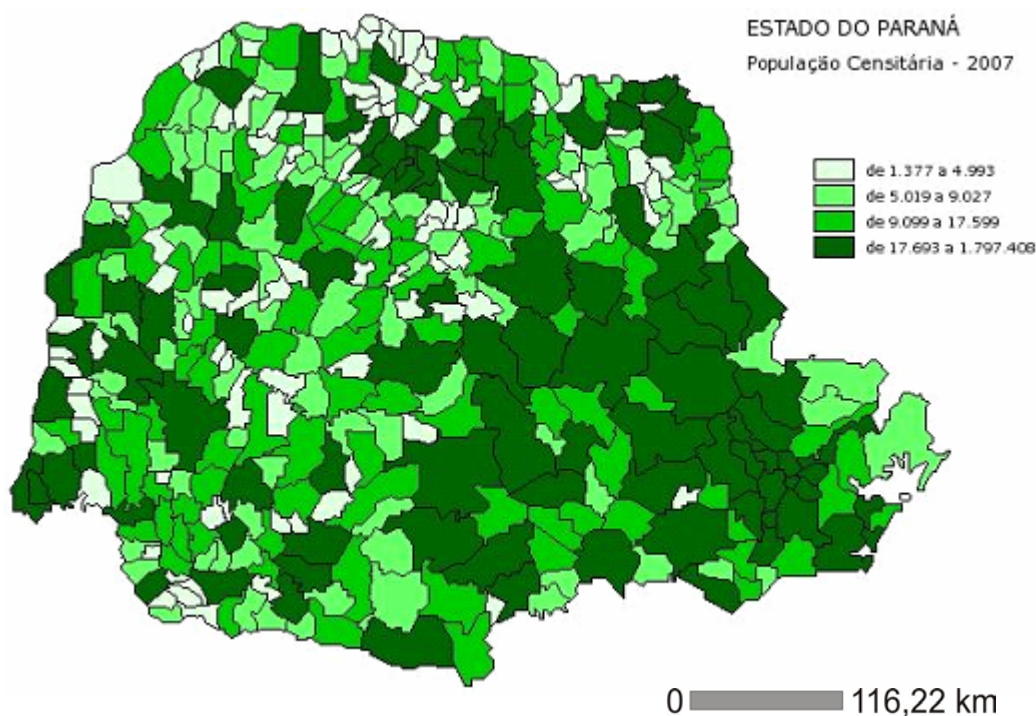 ESTADO DO PARANÁ
População Censitária - 2007
de 1.377 a 4.993
de 5.019 a 9.027
de 9.099 a 17.599
de 17.693 a 1.797.408
0 116,22 km